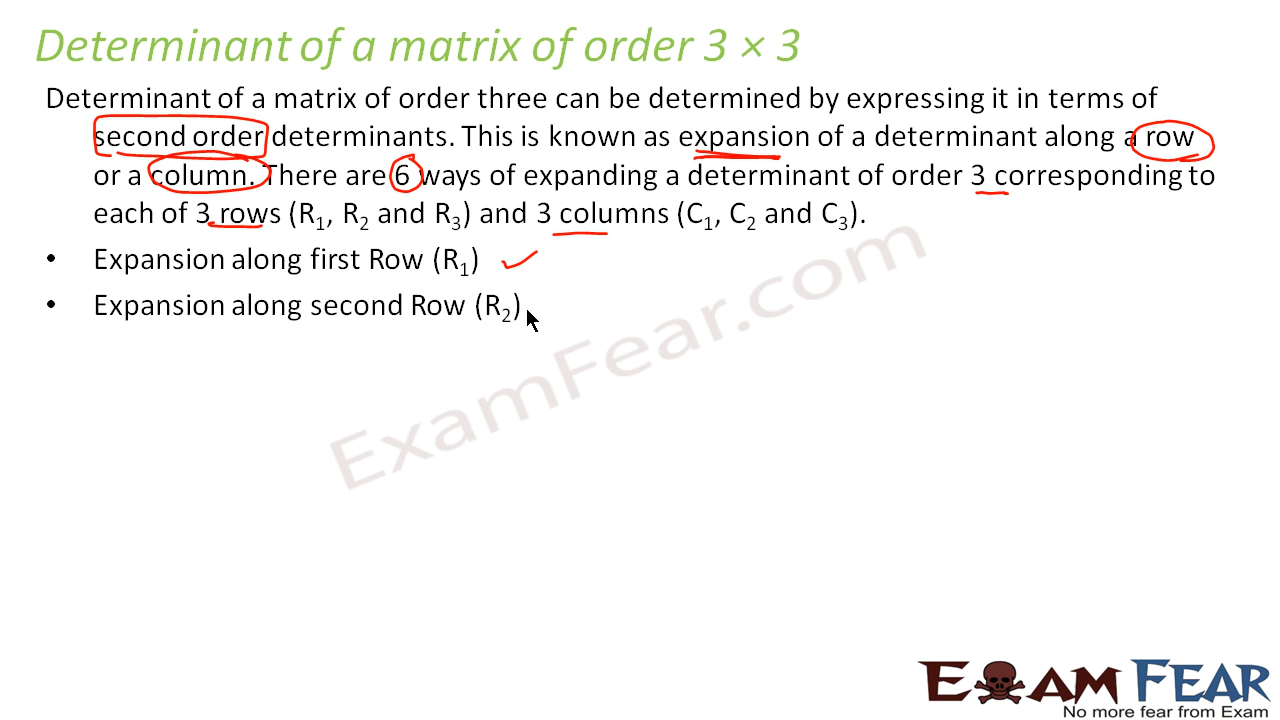 Determinant of a matrix of order 3 × 3
Determinant of a matrix of order three can be determined by expressing it in terms of
second order determinants. This is known as expansion of a determinant along a row
or a column. There are 6 ways of expanding a determinant of order 3 corresponding to
each of 3 rows (R₁, R₂ and R₃) and 3 columns (C₁, C₂ and C₃).
• Expansion along first Row (R₁)
• Expansion along second Row (R₂)
ExamFear.com
EXAM FEAR
No more fear from Exam